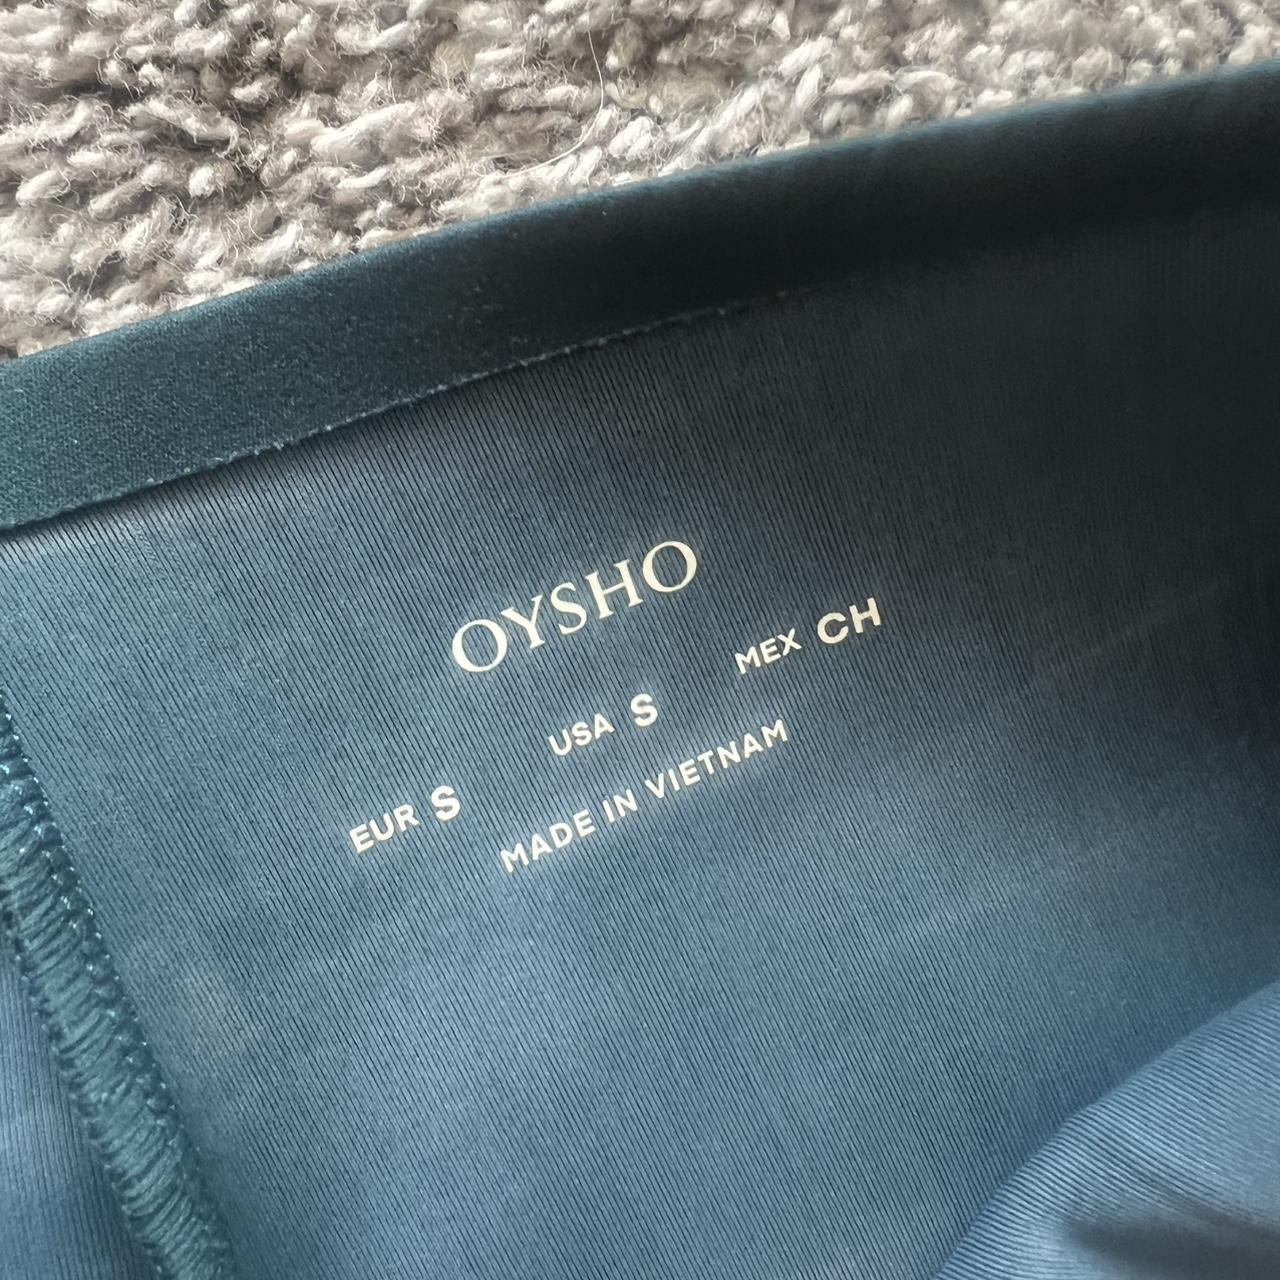 OYSHO
EUR S USA S MEX CH
MADE IN VIETNAM